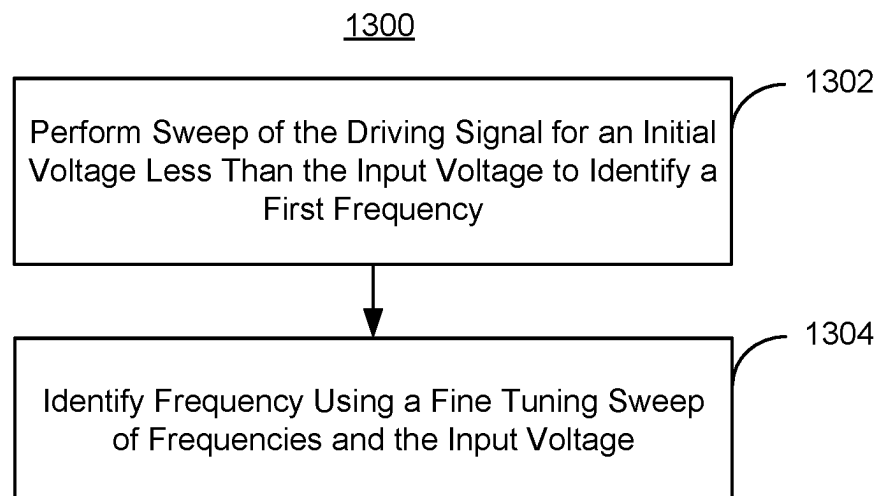 1300
1302
Perform Sweep of the Driving Signal for an Initial
Voltage Less Than the Input Voltage to Identify a
First Frequency
1304
Identify Frequency Using a Fine Tuning Sweep
of Frequencies and the Input Voltage